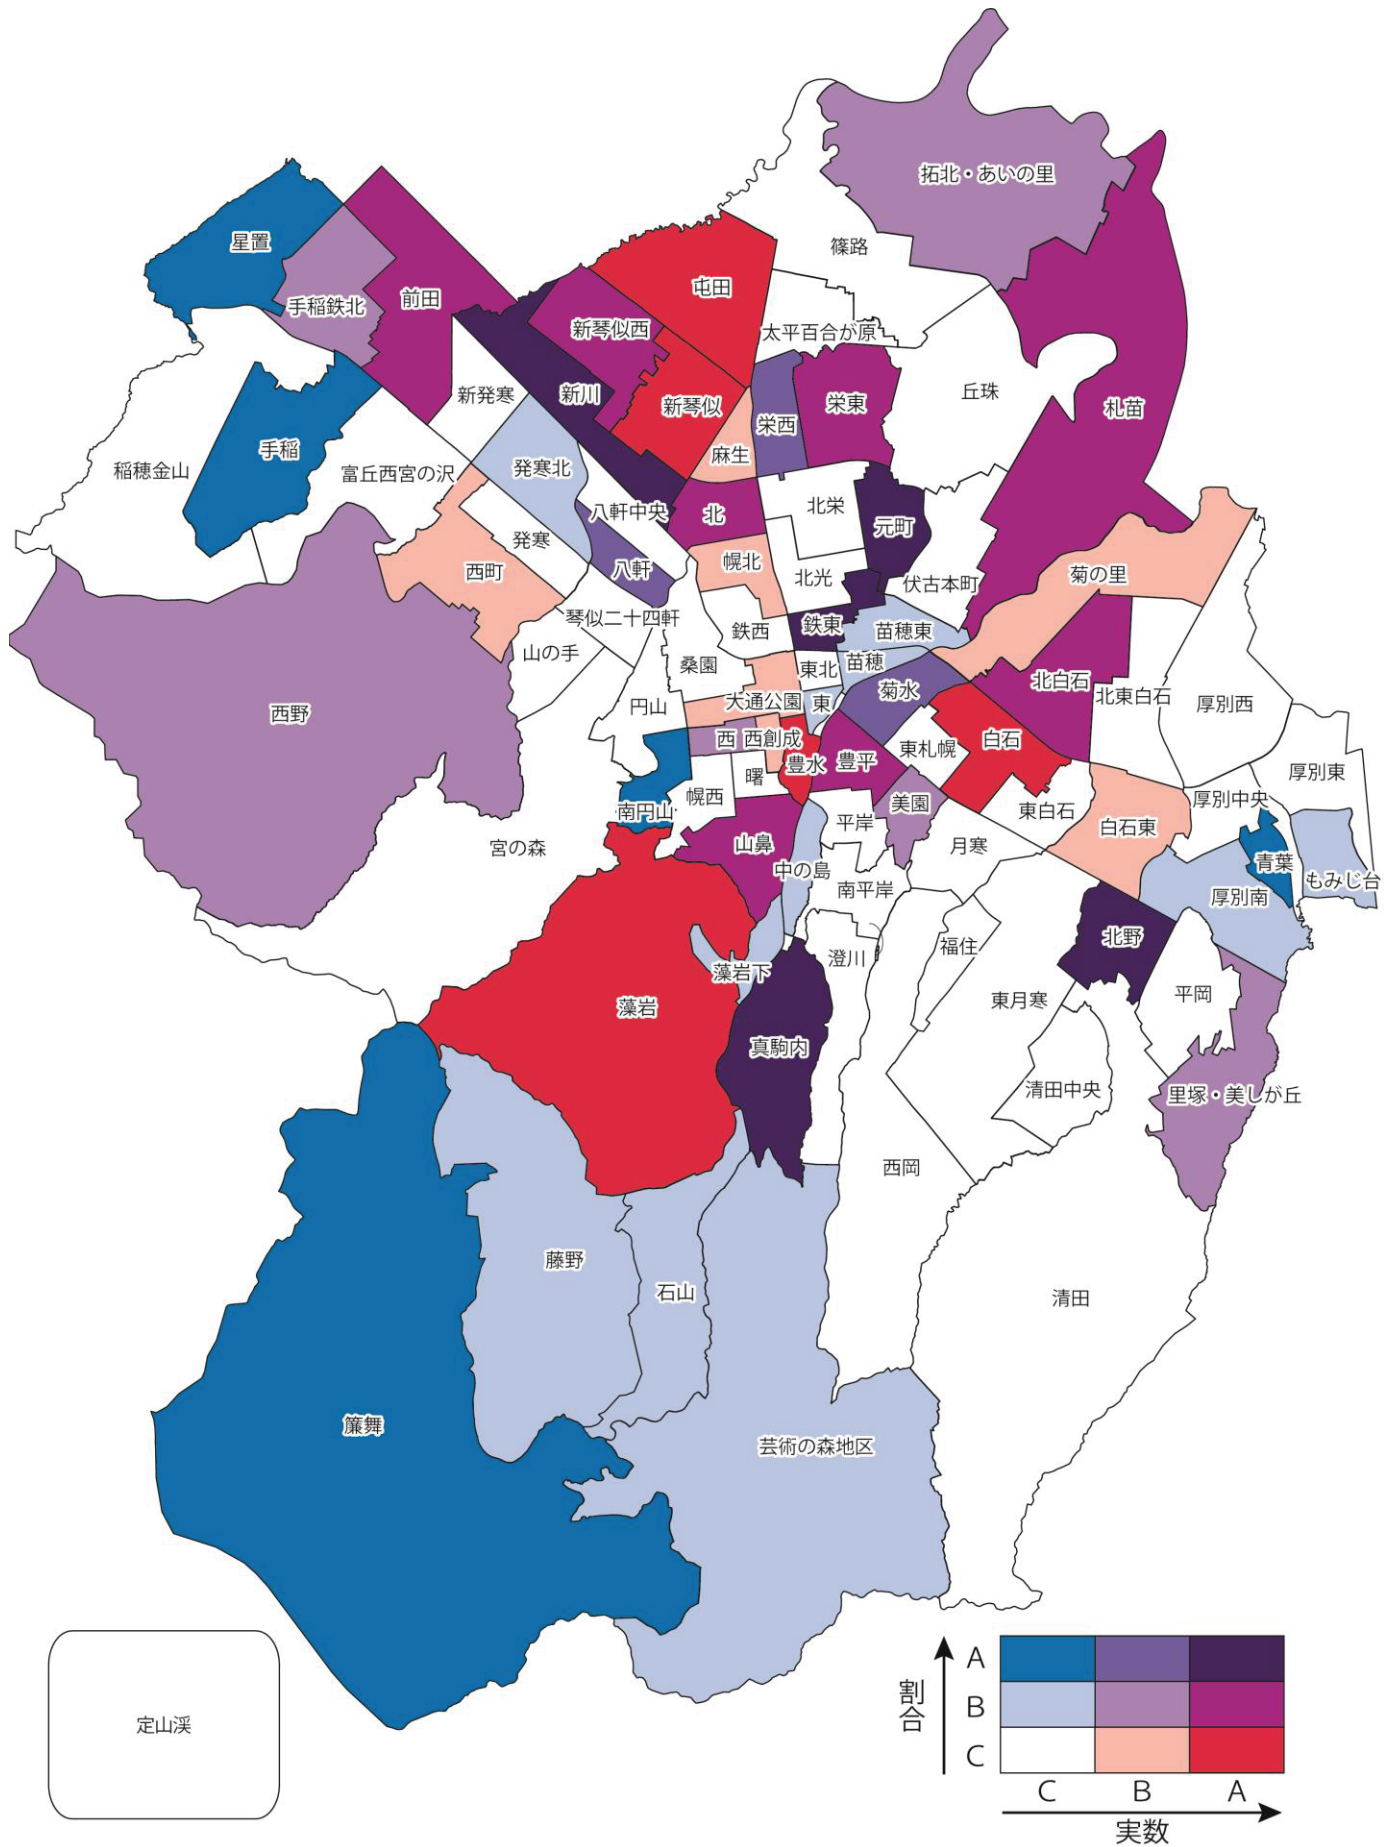 拓北・あいの里
篠路
星置
手稲鉄北
前田
屯田
新琴似西
太平百合が原
新発寒
新川
新琴似
栄西
栄東
丘珠
札苗
手稲
稲穂金山
富丘西宮の沢
発寒北
麻生
八軒中央
北
北栄
元町
発寒
西町
八軒
幌北
北光
伏古本町
菊の里
琴似二十四軒
鉄西
鉄東
苗穂東
山の手
桑園
東北
苗穂
北白石
北東白石
厚別西
西野
円山
大通公園
東
菊水
西
西創成
豊水
豊平
東札幌
白石
曙
厚別東
南円山
幌西
平岸
美園
東白石
白石東
厚別中央
宮の森
山鼻
中の島
月寒
青葉
もみじ台
南平岸
厚別南
藻岩下
澄川
福住
北野
藻岩
東月寒
平岡
真駒内
清田中央
里塚・美しが丘
西岡
藤野
石山
清田
簾舞
芸術の森地区
定山渓
割合
A
B
C
C B A
実数